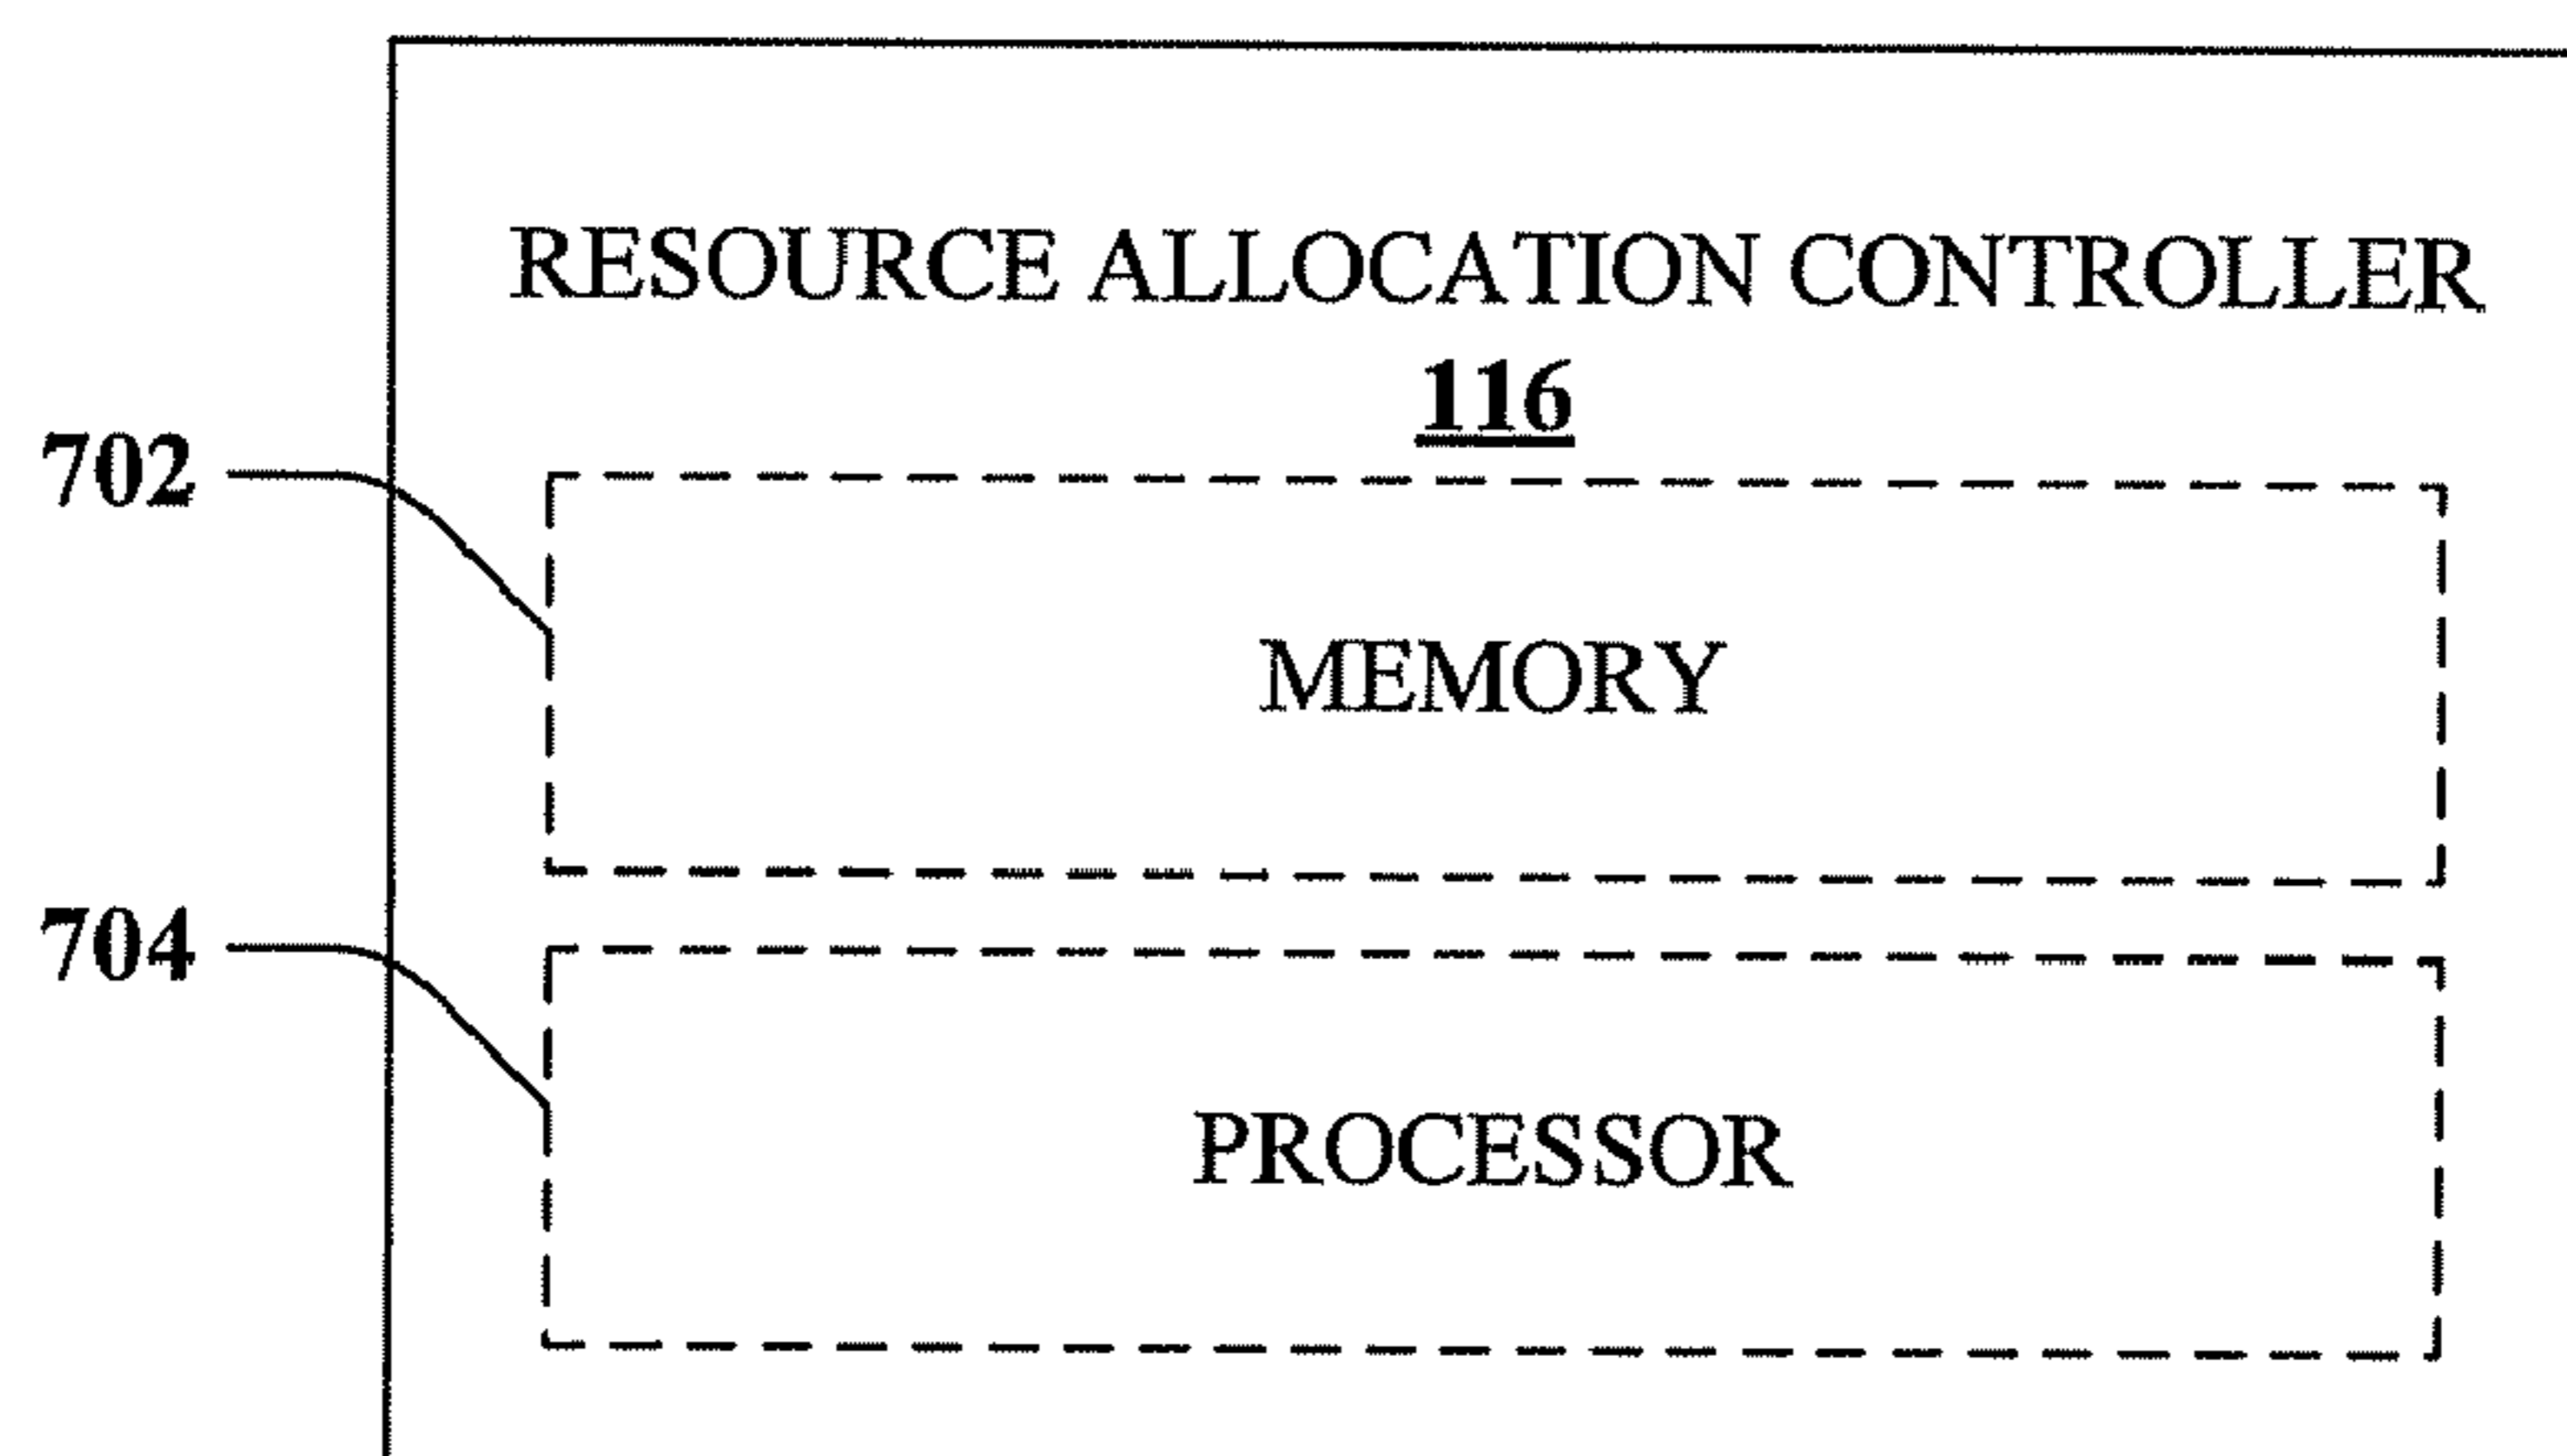 RESOURCE ALLOCATION CONTROLLER
116
702
MEMORY
704
PROCESSOR